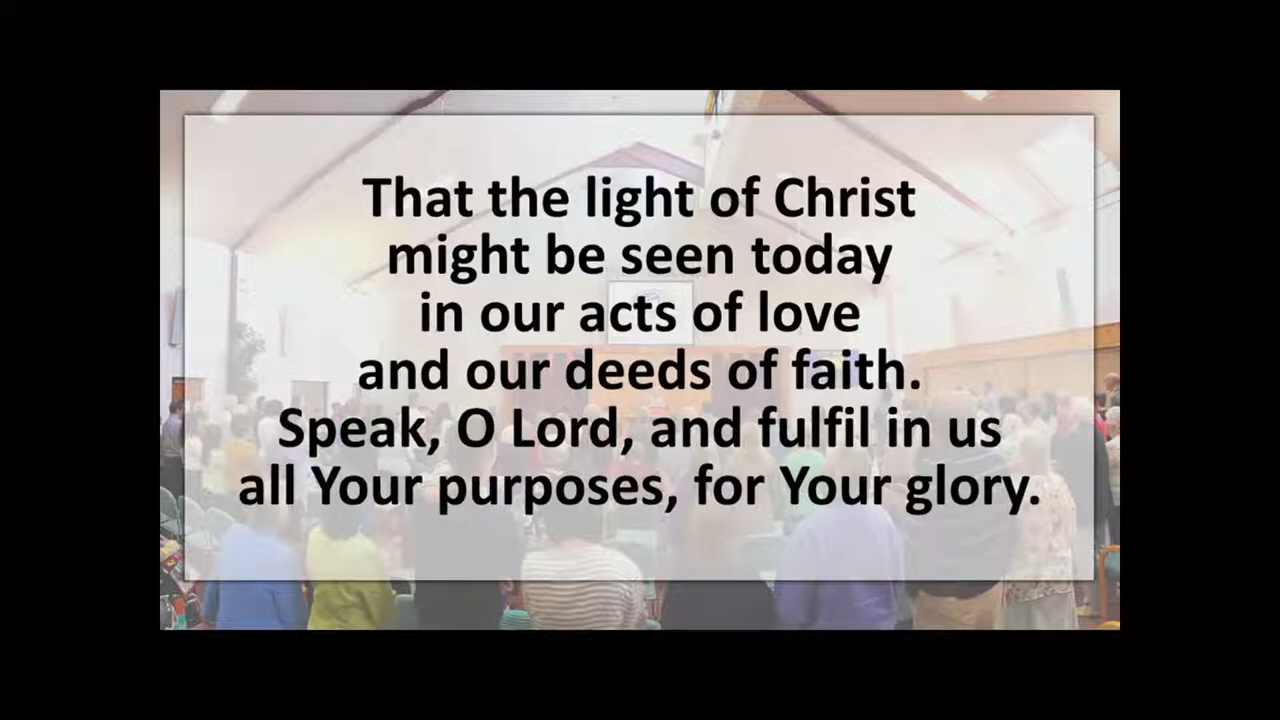 That the light of Christ
might be seen today
in our acts of love
and our deeds of faith.
Speak, O Lord, and fulfil in us
all Your purposes, for Your glory.